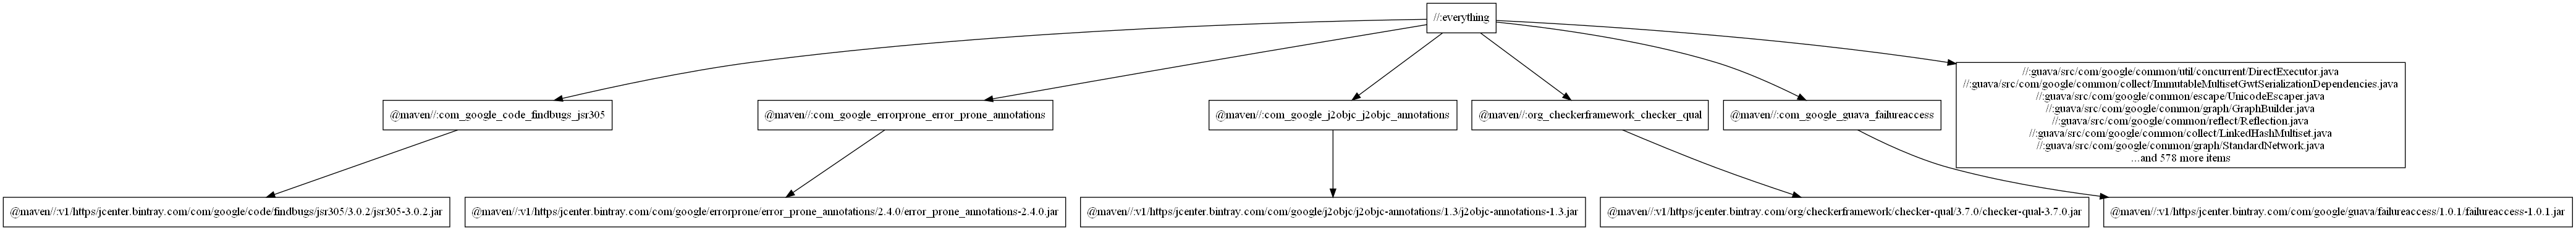 //:everything
@maven//:com_google_code_findbugs_jsr305
@maven//:com_google_errorprone_error_prone_annotations
@maven//:com_google_j2objc_j2objc_annotations
@maven//:org_checkerframework_checker_qual
@maven//:com_google_guava_failureaccess
//:guava/src/com/google/common/util/concurrent/DirectExecutor.java
//:guava/src/com/google/common/collect/ImmutableMultisetGwtSerializationDependencies.java
//:guava/src/com/google/common/escape/UnicodeEscaper.java
//:guava/src/com/google/common/graph/GraphBuilder.java
//:guava/src/com/google/common/reflect/Reflection.java
//:guava/src/com/google/common/collect/LinkedHashMultiset.java
//:guava/src/com/google/common/graph/StandardNetwork.java
...and 578 more items
@maven//:v1/https/jcenter.bintray.com/com/google/code/findbugs/jsr305/3.0.2/jsr305-3.0.2.jar
@maven//:v1/https/jcenter.bintray.com/com/google/errorprone/error_prone_annotations/2.4.0/error_prone_annotations-2.4.0.jar
@maven//:v1/https/jcenter.bintray.com/com/google/j2objc/j2objc-annotations/1.3/j2objc-annotations-1.3.jar
@maven//:v1/https/jcenter.bintray.com/org/checkerframework/checker-qual/3.7.0/checker-qual-3.7.0.jar
@maven//:v1/https/jcenter.bintray.com/com/google/guava/failureaccess/1.0.1/failureaccess-1.0.1.jar